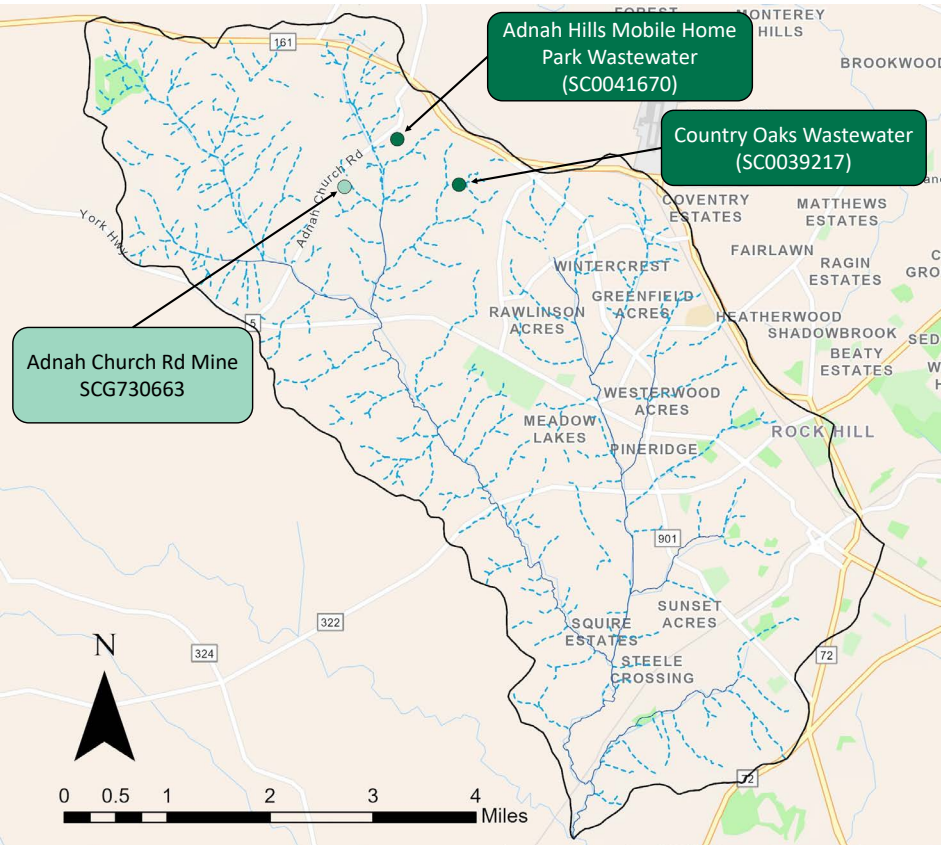 FOREST
MONTEREY
HILLS
161
Adnah Hills Mobile Home
Park Wastewater
(SC0041670)
BROOKWOOD
Country Oaks Wastewater
(SC0039217)
Adnah Church Rd
York Hwy
COVENTRY
ESTATES
MATTHEWS
ESTATES
FAIRLAWN
RAGIN
ESTATES
WINTERCREST
GREENFIELD
ACRES
RAWLINSON
ACRES
HEATHERWOOD
SHADOWBROOK
BEATY
ESTATES
5
Adnah Church Rd Mine
SCG730663
WESTERWOOD
ACRES
MEADOW
LAKES
PINERIDGE
ROCK HILL
901
SUNSET
ACRES
SQUIRE
ESTATES
STEELE
CROSSING
322
324
72
72
N
0 0.5 1 2 3 4
Miles